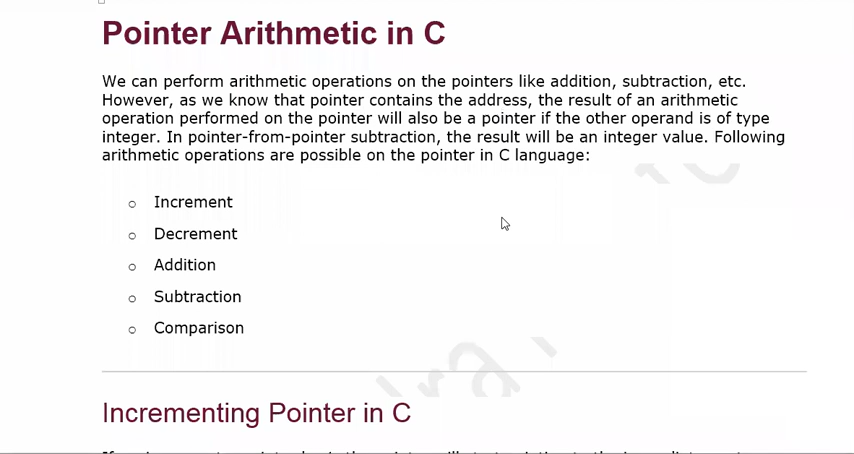 Pointer Arithmetic in C
We can perform arithmetic operations on the pointers like addition, subtraction, etc.
However, as we know that pointer contains the address, the result of an arithmetic
operation performed on the pointer will also be a pointer if the other operand is of type
integer. In pointer-from-pointer subtraction, the result will be an integer value. Following
arithmetic operations are possible on the pointer in C language:
o Increment
o Decrement
o Addition
o Subtraction
o Comparison
Incrementing Pointer in C